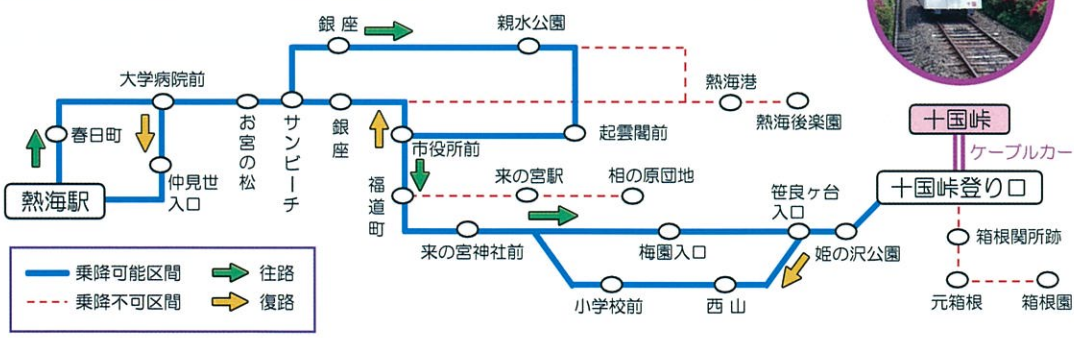 銀座
親水公園
大学病院前
熱海港
熱海後楽園
十国峠
春日町
お宮の松
サンビーチ
銀座
市役所前
起雲閣前
ケーブルカー
仲見世
入口
熱海駅
福道町
来の宮駅
相の原団地
笹良ヶ台
入口
十国峠登り口
来の宮神社前
梅園入口
姫の沢公園
箱根関所跡
小学校前
西山
元箱根
箱根園
乗降可能区間
往路
乗降不可区間
復路